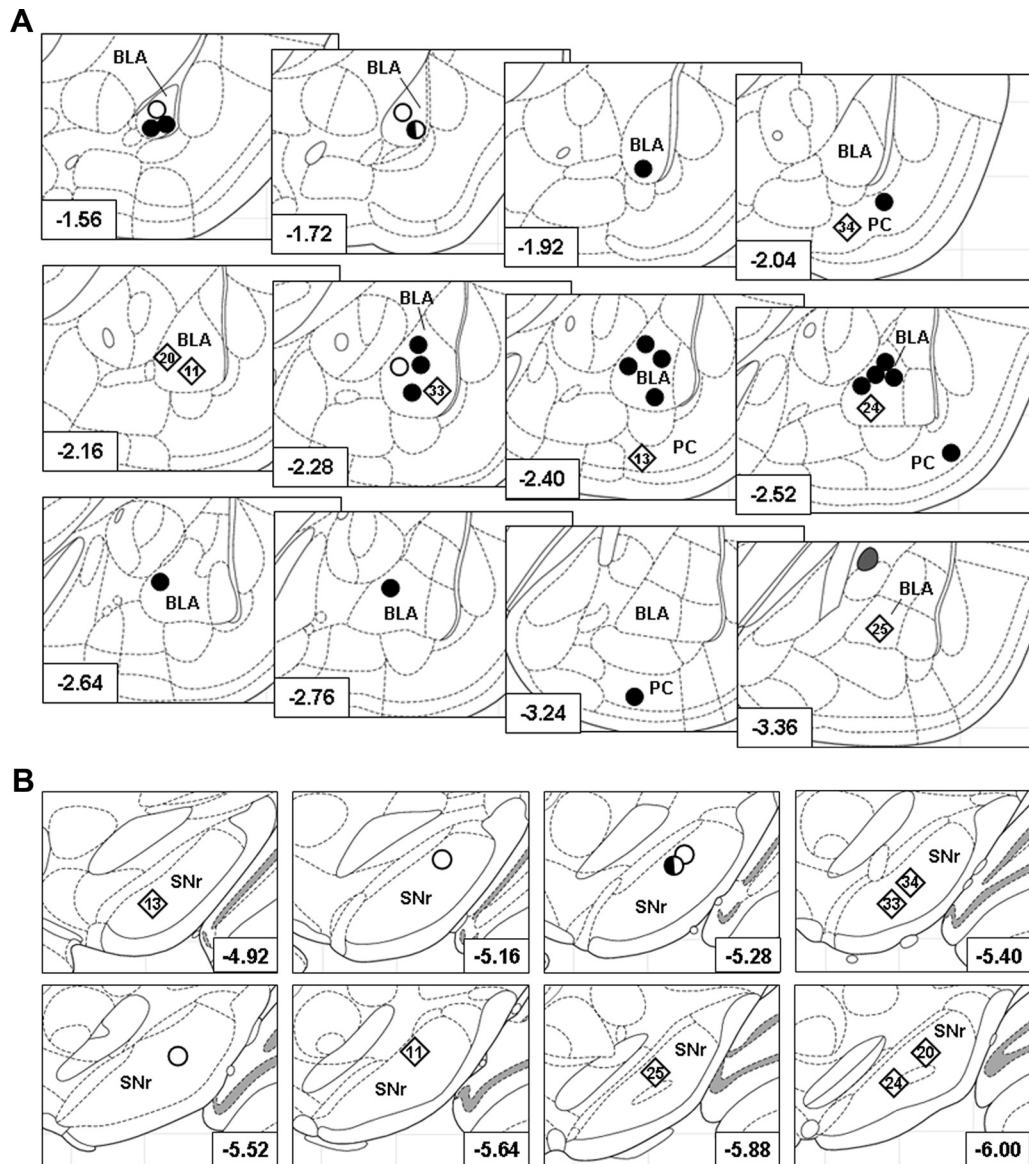 A
BLA
-1.56
BLA
-1.72
BLA
-1.92
BLA
34
PC
-2.04
BLA
20
11
-2.16
BLA
33
-2.28
BLA
13
PC
-2.40
BLA
24
PC
-2.52
BLA
-2.64
BLA
-2.76
BLA
PC
-3.24
BLA
25
-3.36
B
SNr
13
-4.92
SNr
-5.16
SNr
-5.28
SNr
34
33
-5.40
SNr
-5.52
11
SNr
-5.64
SNr
25
-5.88
SNr
20
24
-6.00